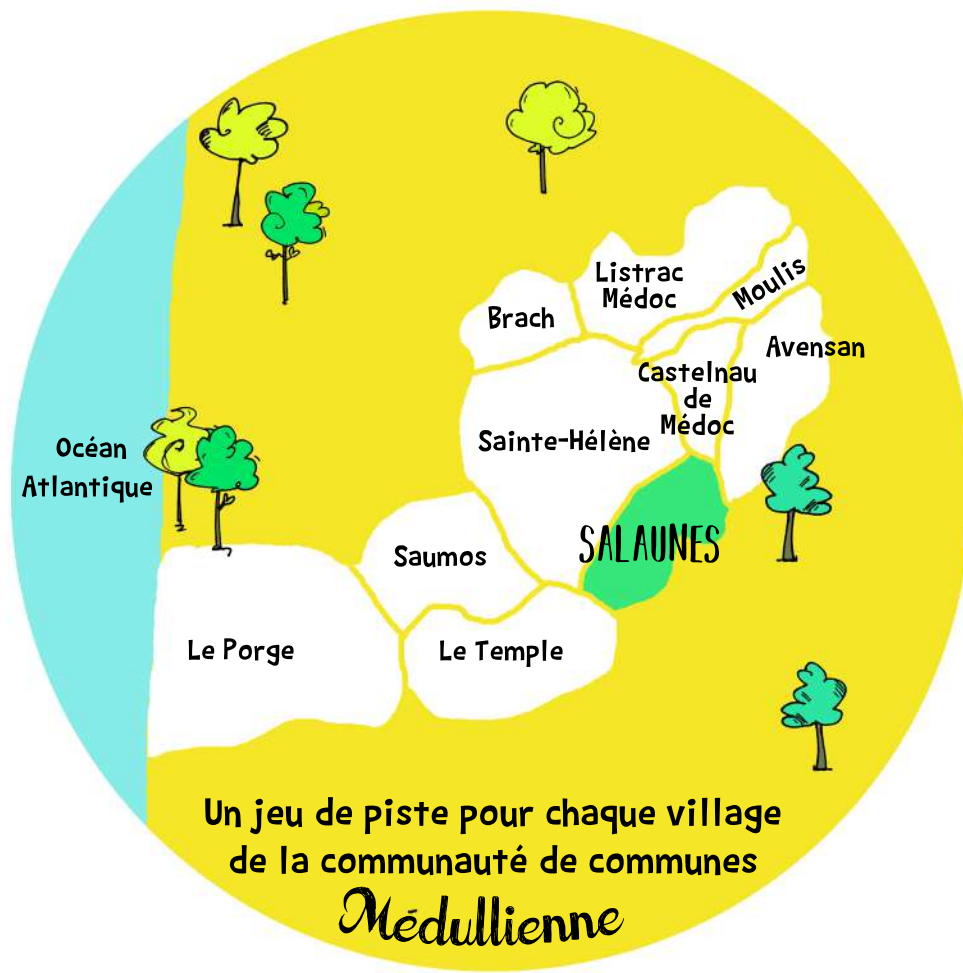 Listrac
Médoc
Moulis
Brach
Avensan
Castelnau
de
Médoc
Sainte-Hélène
Océan
Atlantique
SALAUNES
Saumos
Le Porge
Le Temple
Un jeu de piste pour chaque village
de la communauté de communes
Médullienne